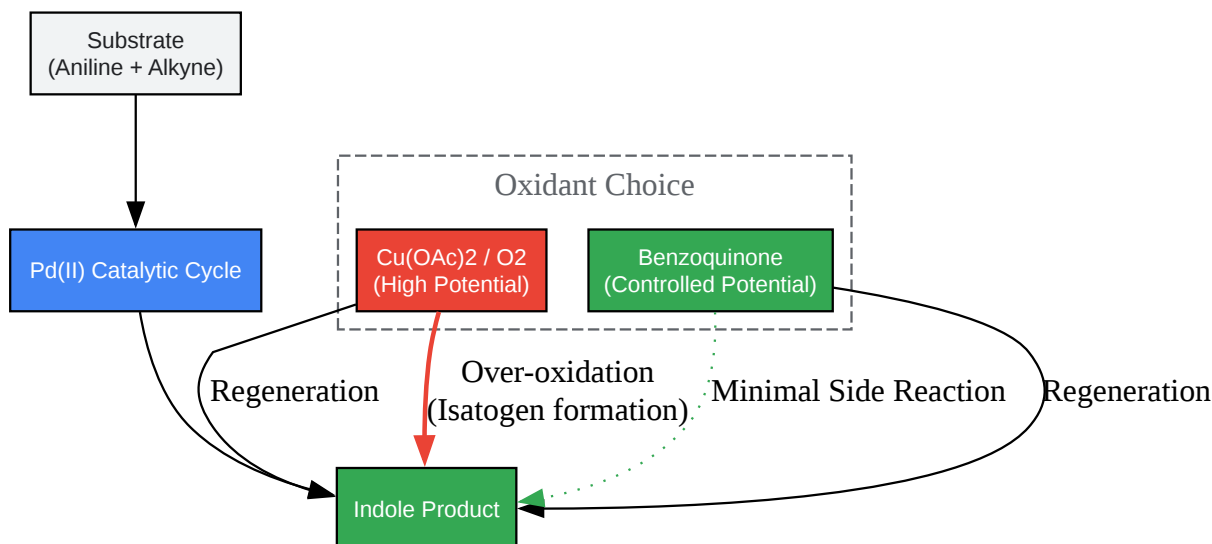 Substrate
(Aniline + Alkyne)
Oxidant Choice
Pd(II) Catalytic Cycle
Cu(OAc)2 / O2
(High Potential)
Benzoquinone
(Controlled Potential)
Regeneration
Over-oxidation
(Isatogen formation)
Minimal Side Reaction
Regeneration
Indole Product